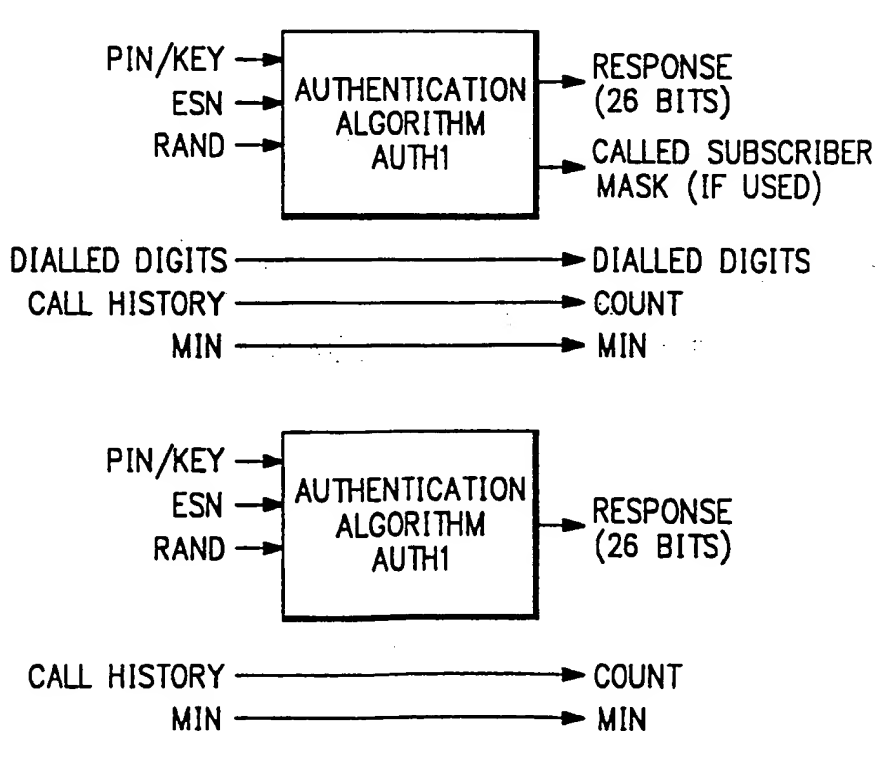 PIN/KEY
ESN
RAND
AUTHENTICATION
ALGORITHM
AUTH1
RESPONSE
(26 BITS)
CALLED SUBSCRIBER
MASK (IF USED)
DIALLED DIGITS
DIALLED DIGITS
CALL HISTORY
COUNT
MIN
MIN
PIN/KEY
ESN
RAND
AUTHENTICATION
ALGORITHM
AUTH1
RESPONSE
(26 BITS)
CALL HISTORY
COUNT
MIN
MIN